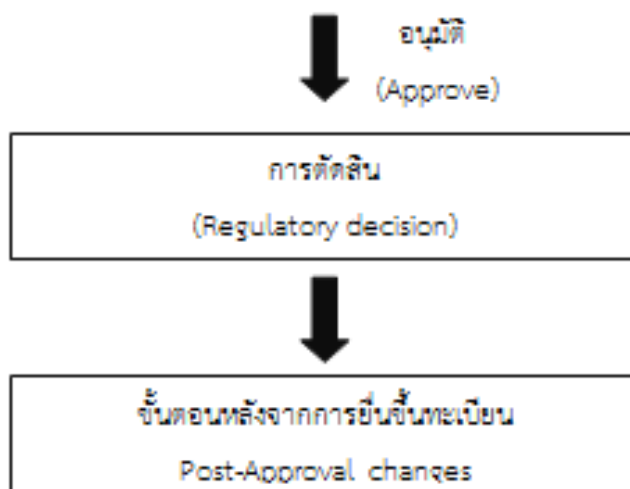 อนุมัติ
(Approve)
การตัดสิน
(Regulatory decision)
ขั้นตอนหลังจากการยื่นขึ้นทะเบียน
Post-Approval changes